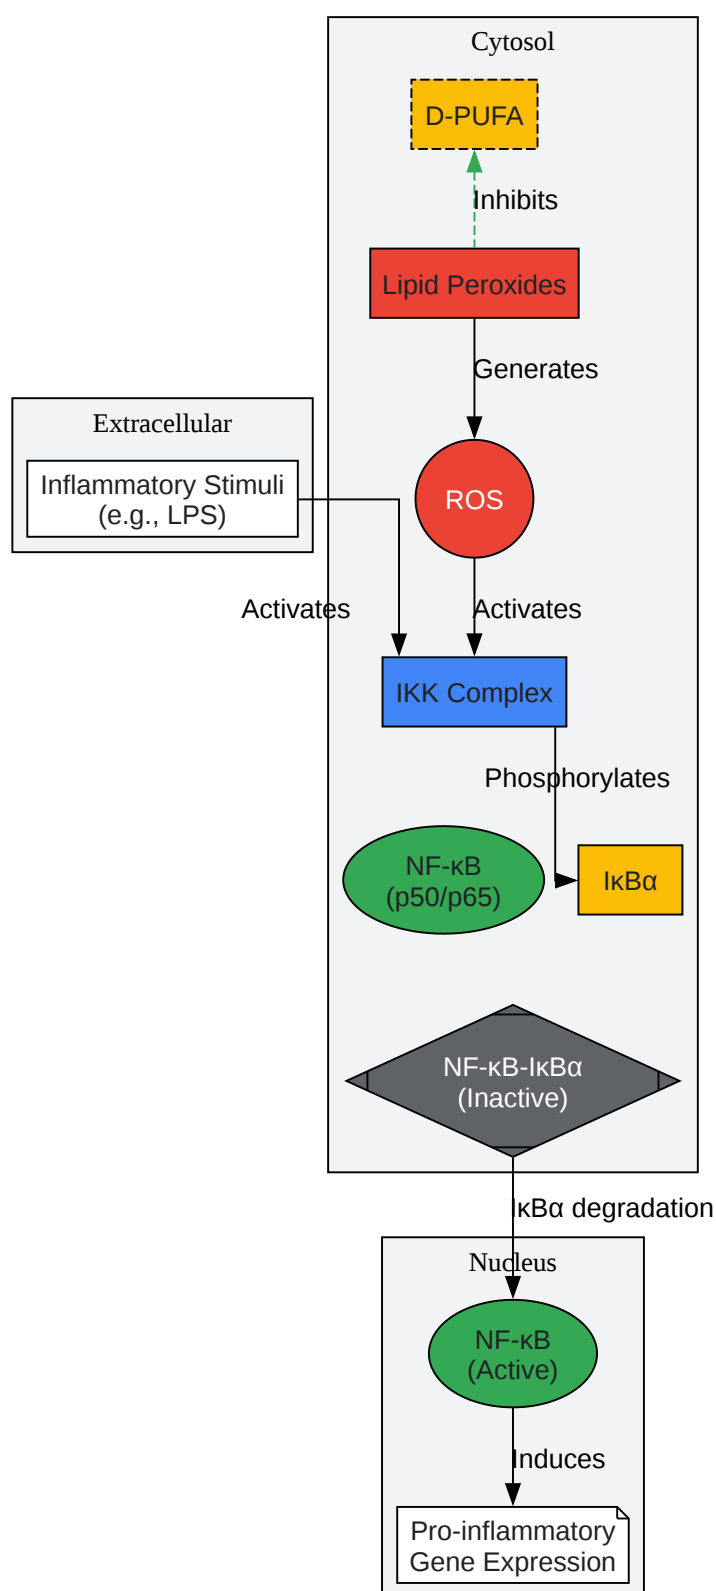 Cytosol
D-PUFA
Inhibits
Lipid Peroxides
Generates
Extracellular
Inflammatory Stimuli
(e.g., LPS)
ROS
Activates
Activates
IKK Complex
Phosphorylates
NF-κB
(p50/p65)
IκBα
NF-κB-IκBα
(Inactive)
IκBα degradation
Nucleus
NF-κB
(Active)
Induces
Pro-inflammatory
Gene Expression